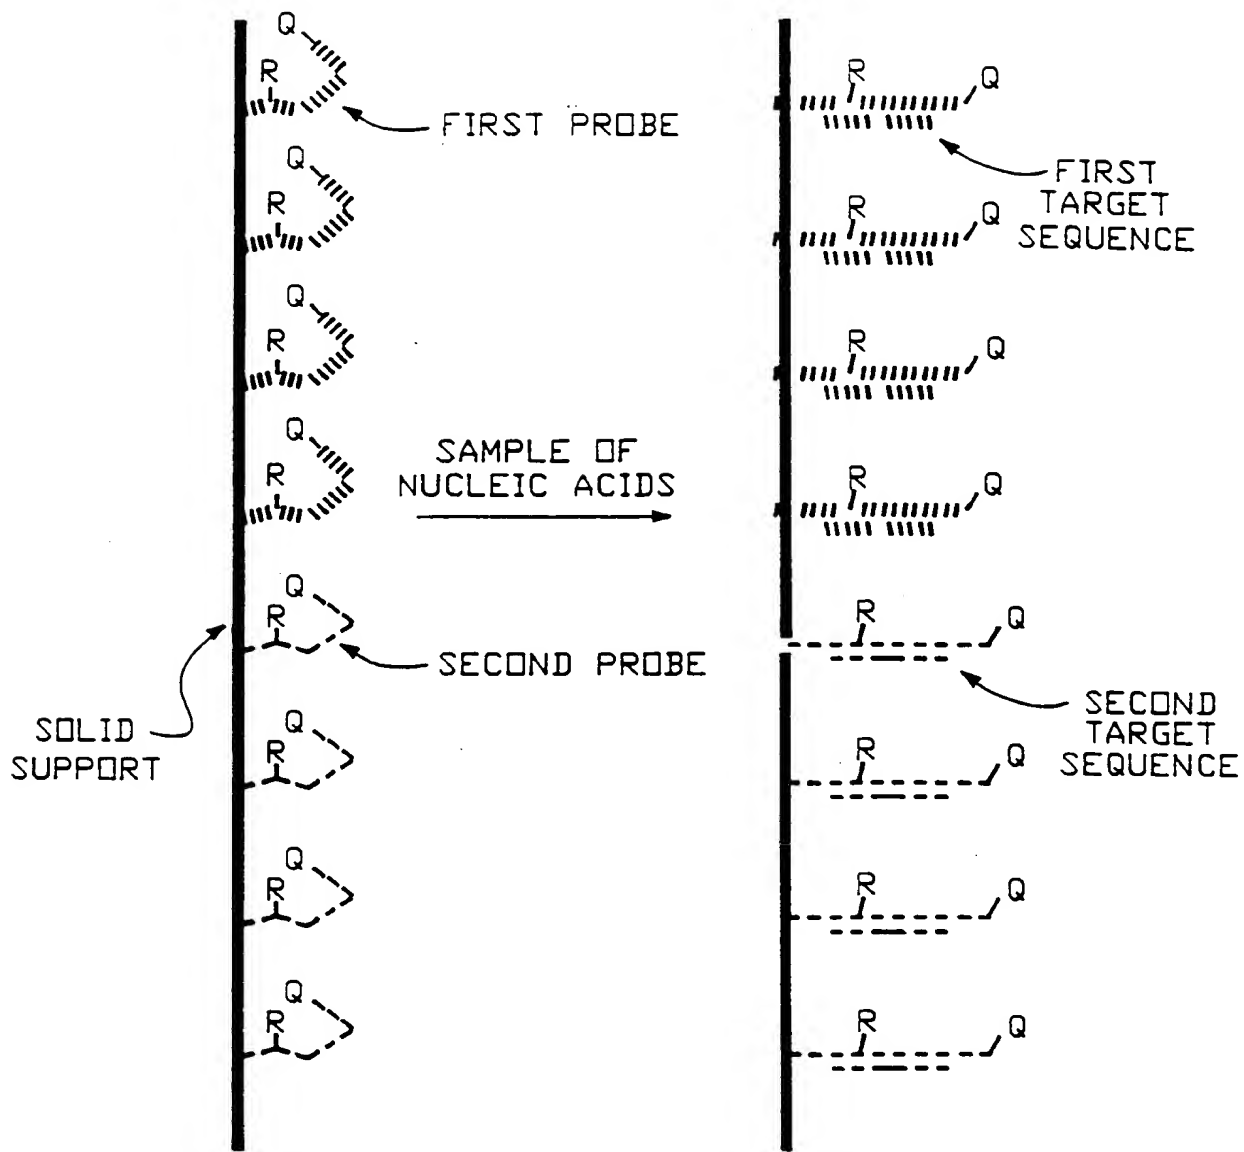 Q
R
FIRST PROBE
Q
R
Q
R
Q
R
SAMPLE OF
NUCLEIC ACIDS
Q
R
SECOND PROBE
SOLID
SUPPORT
Q
R
Q
R
Q
R
R
Q
FIRST
TARGET
SEQUENCE
R
Q
R
Q
R
Q
R
Q
SECOND
TARGET
SEQUENCE
R
Q
R
Q
R
Q